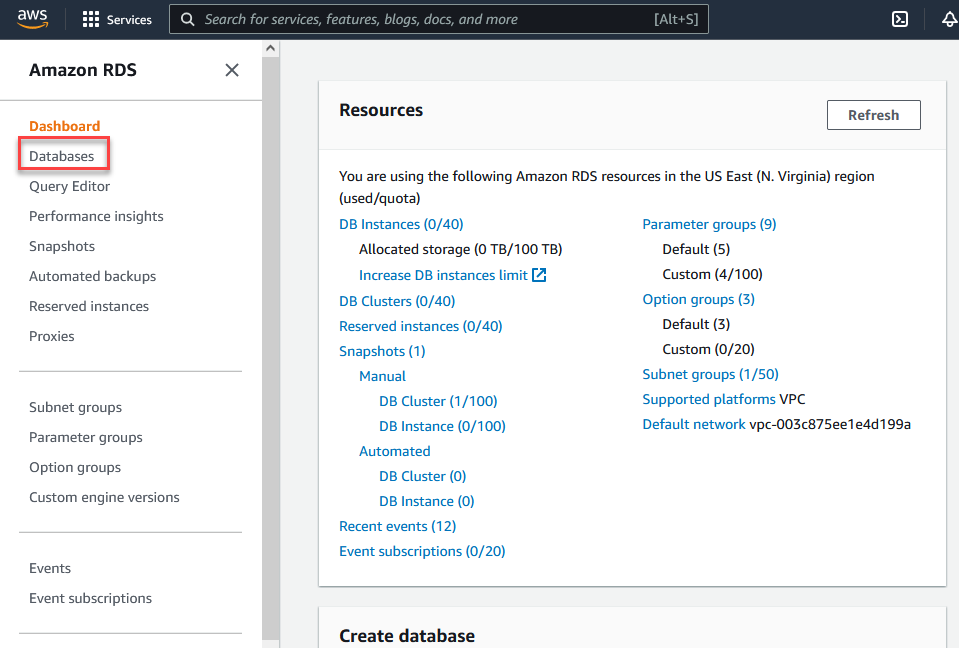 aws
Services
Search for services, features, blogs, docs, and more [Alt+S]
Amazon RDS
Dashboard
Databases
Query Editor
Performance insights
Snapshots
Automated backups
Reserved instances
Proxies
Subnet groups
Parameter groups
Option groups
Custom engine versions
Events
Event subscriptions
Resources
Refresh
You are using the following Amazon RDS resources in the US East (N. Virginia) region
(used/quota)
DB Instances (0/40)
Allocated storage (0 TB/100 TB)
Increase DB instances limit
DB Clusters (0/40)
Reserved instances (0/40)
Snapshots (1)
Manual
DB Cluster (1/100)
DB Instance (0/100)
Automated
DB Cluster (0)
DB Instance (0)
Recent events (12)
Event subscriptions (0/20)
Parameter groups (9)
Default (5)
Custom (4/100)
Option groups (3)
Default (3)
Custom (0/20)
Subnet groups (1/50)
Supported platforms VPC
Default network vpc-003c875ee1e4d199a
Create database